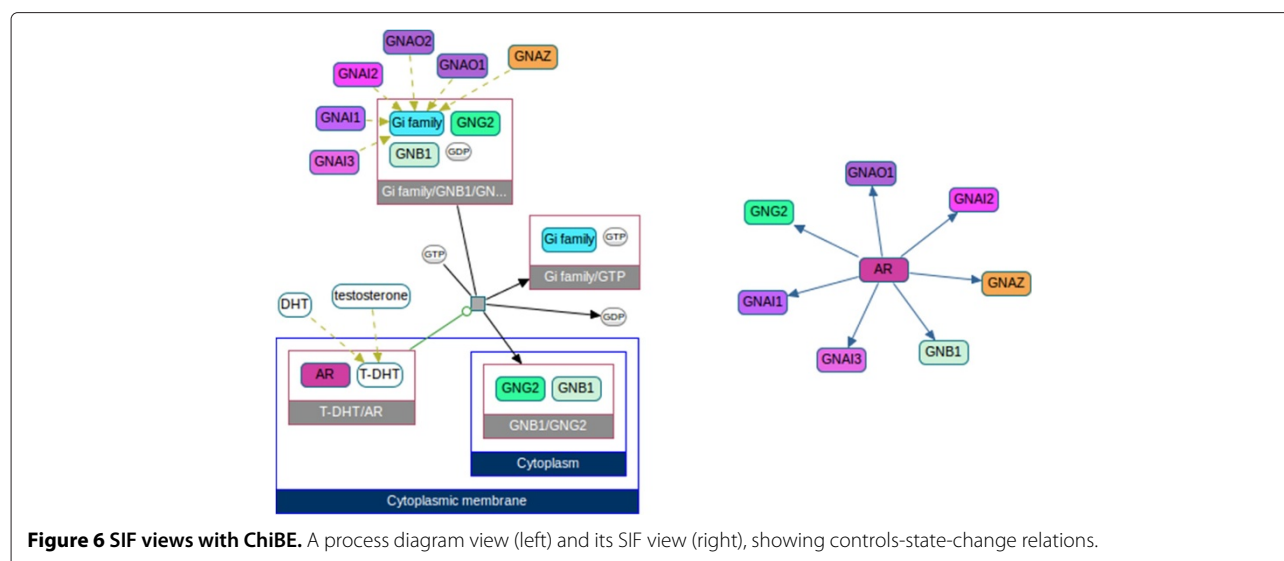 GNAO2
GNAO1
GNAZ
GNAI2
GNAI1
GNAI3
Gi family
GNG2
GNB1
GDP
Gi family/GNB1/GN...
GTP
Gi family
GTP
Gi family/GTP
GDP
DHT
testosterone
AR
T-DHT
T-DHT/AR
GNG2
GNB1
GNB1/GNG2
Cytoplasm
Cytoplasmic membrane
GNAO1
GNAI2
GNG2
AR
GNAZ
GNAI1
GNAI3
GNB1
Figure 6 SIF views with ChiBE. A process diagram view (left) and its SIF view (right), showing controls-state-change relations.